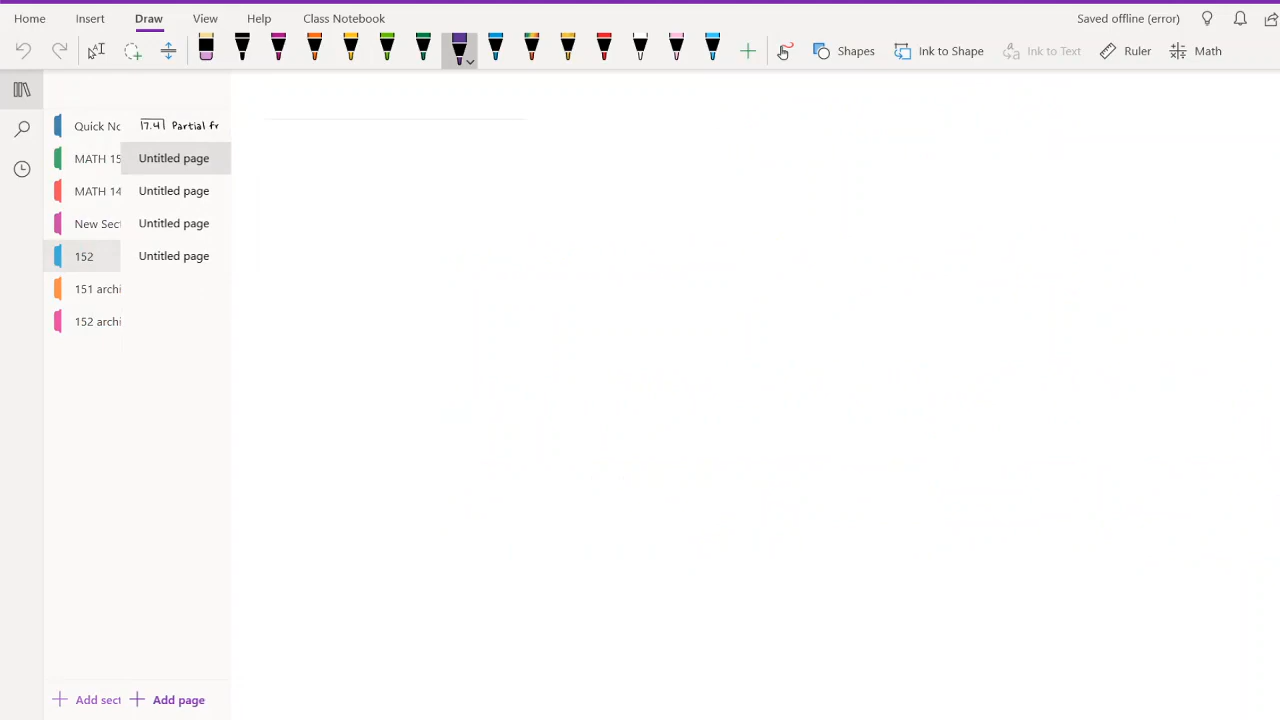 Home Insert Draw View Help Class Notebook Saved offline (error)
Shapes Ink to Shape Ink to Text Ruler Math
Quick No
17.4 Partial fr
MATH 15
Untitled page
MATH 14
Untitled page
New Sect
Untitled page
152
Untitled page
151 archi
152 archi
Add sect
Add page